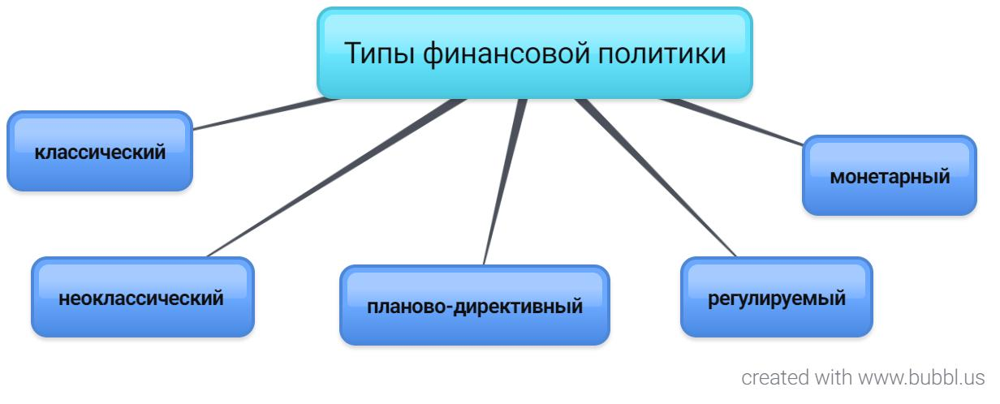 Типы финансовой политики
классический
монетарный
неоклассический
планово-директивный
регулируемый
created with www.bubbl.us